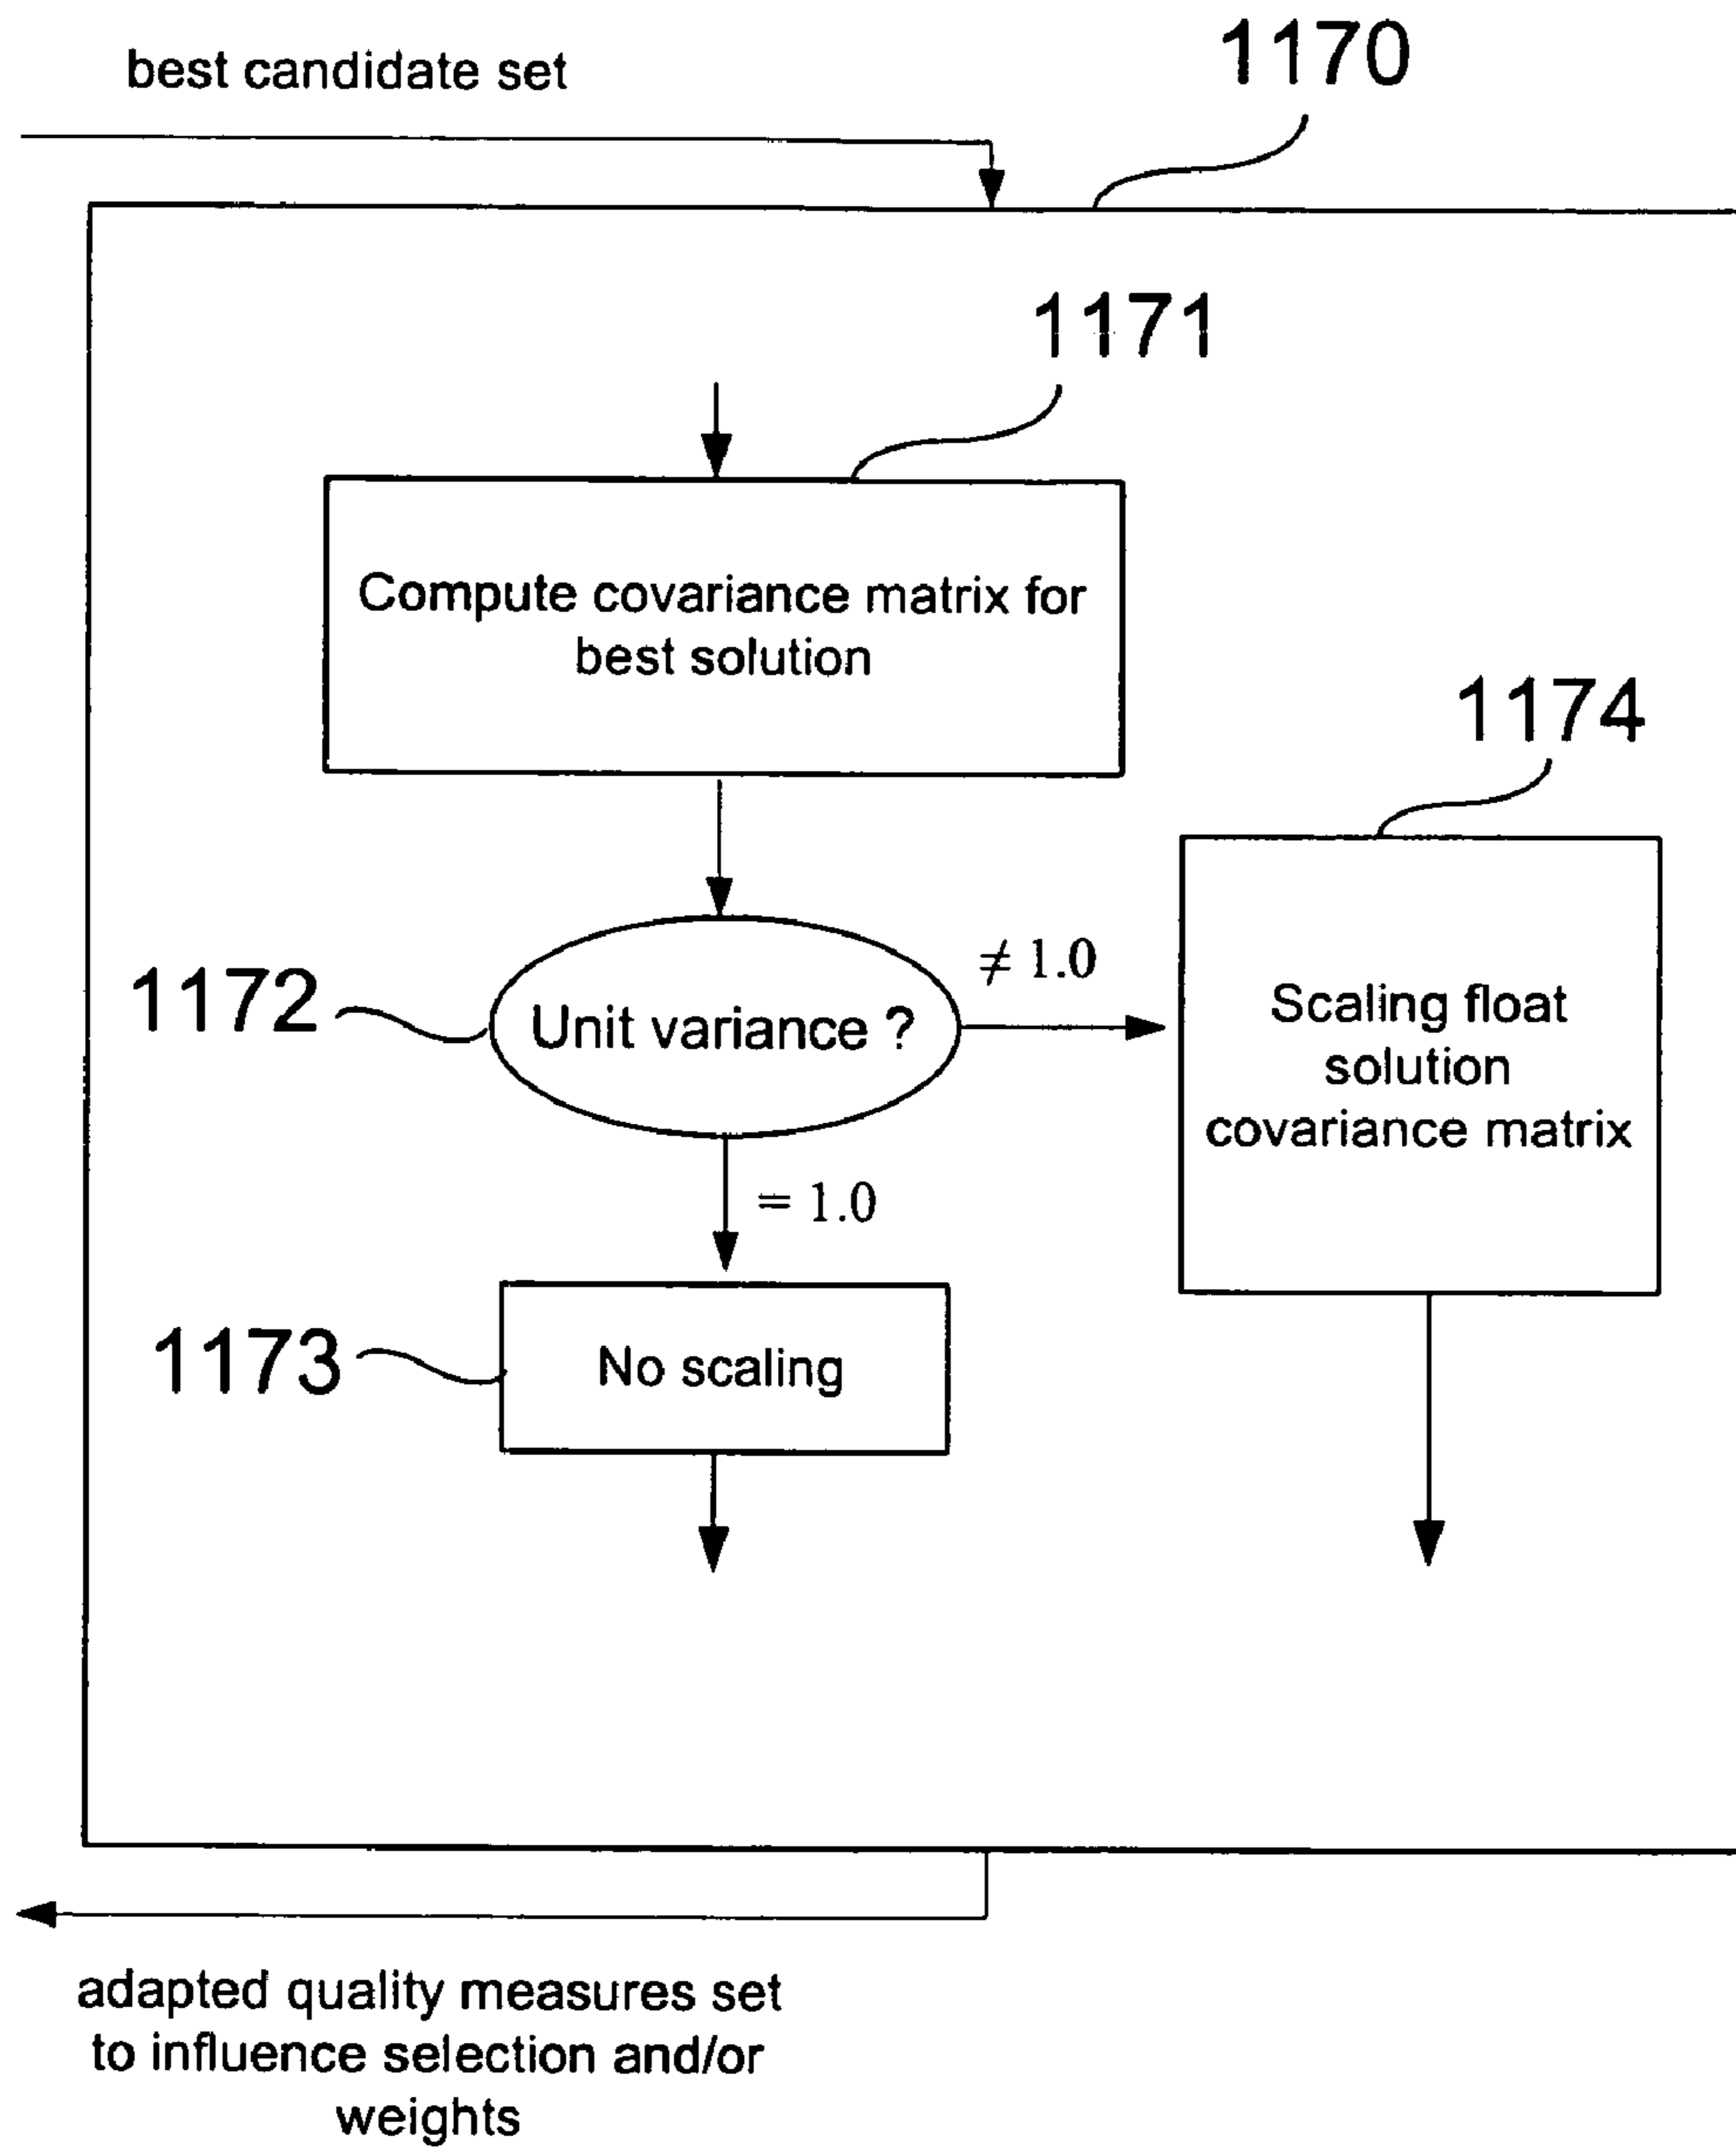 best candidate set
1170
1171
Compute covariance matrix for
best solution
1174
1172
Unit variance ?
≠ 1.0
Scaling float
solution
covariance matrix
= 1.0
1173
No scaling
adapted quality measures set
to influence selection and/or
weights